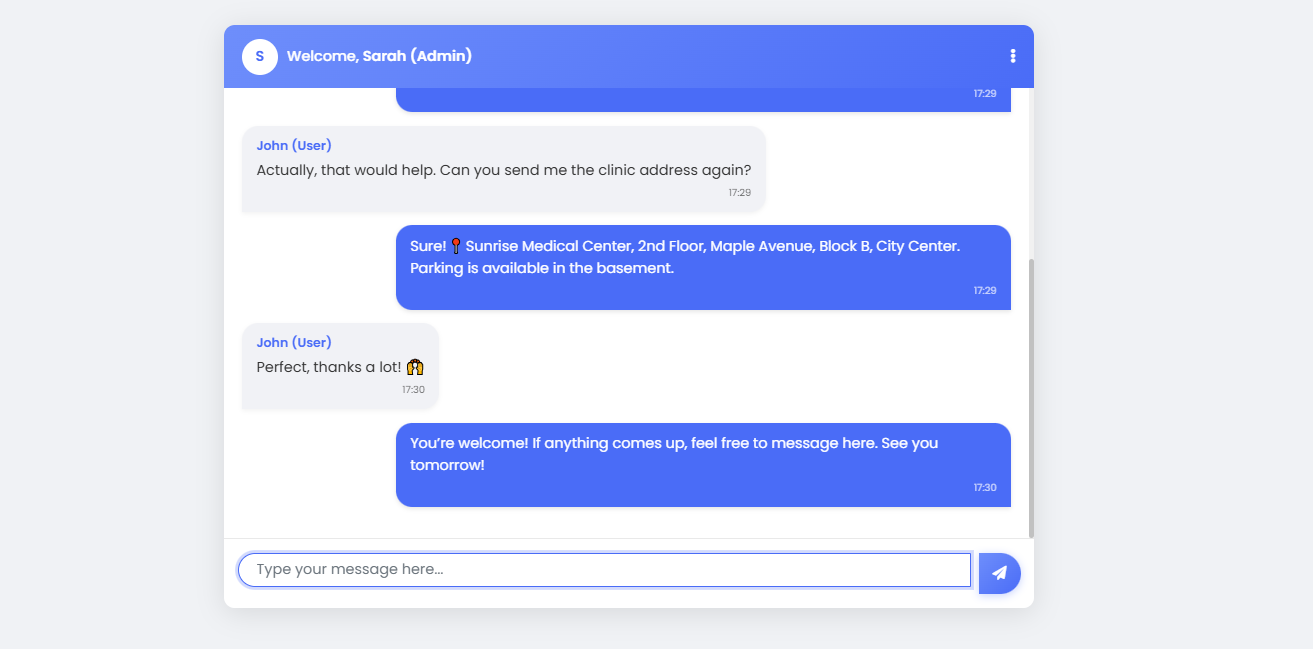 S
Welcome, Sarah (Admin)
17:29
John (User)
Actually, that would help. Can you send me the clinic address again?
17:29
Sure! 📍 Sunrise Medical Center, 2nd Floor, Maple Avenue, Block B, City Center.
Parking is available in the basement.
17:29
John (User)
Perfect, thanks a lot! 🙌
17:30
You’re welcome! If anything comes up, feel free to message here. See you
tomorrow!
17:30
Type your message here...